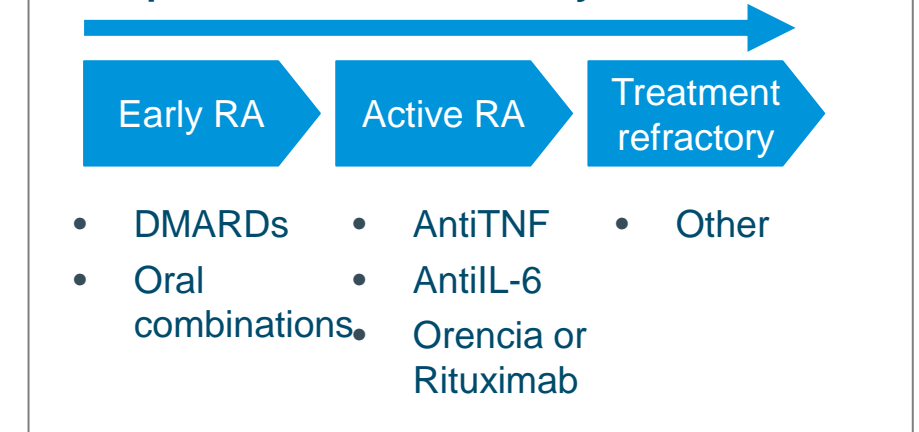 Early RA
Active RA
Treatment
refractory
• DMARDs
• Oral
combinations
• AntiTNF
• AntiIL-6
• Orencia or
Rituximab
• Other